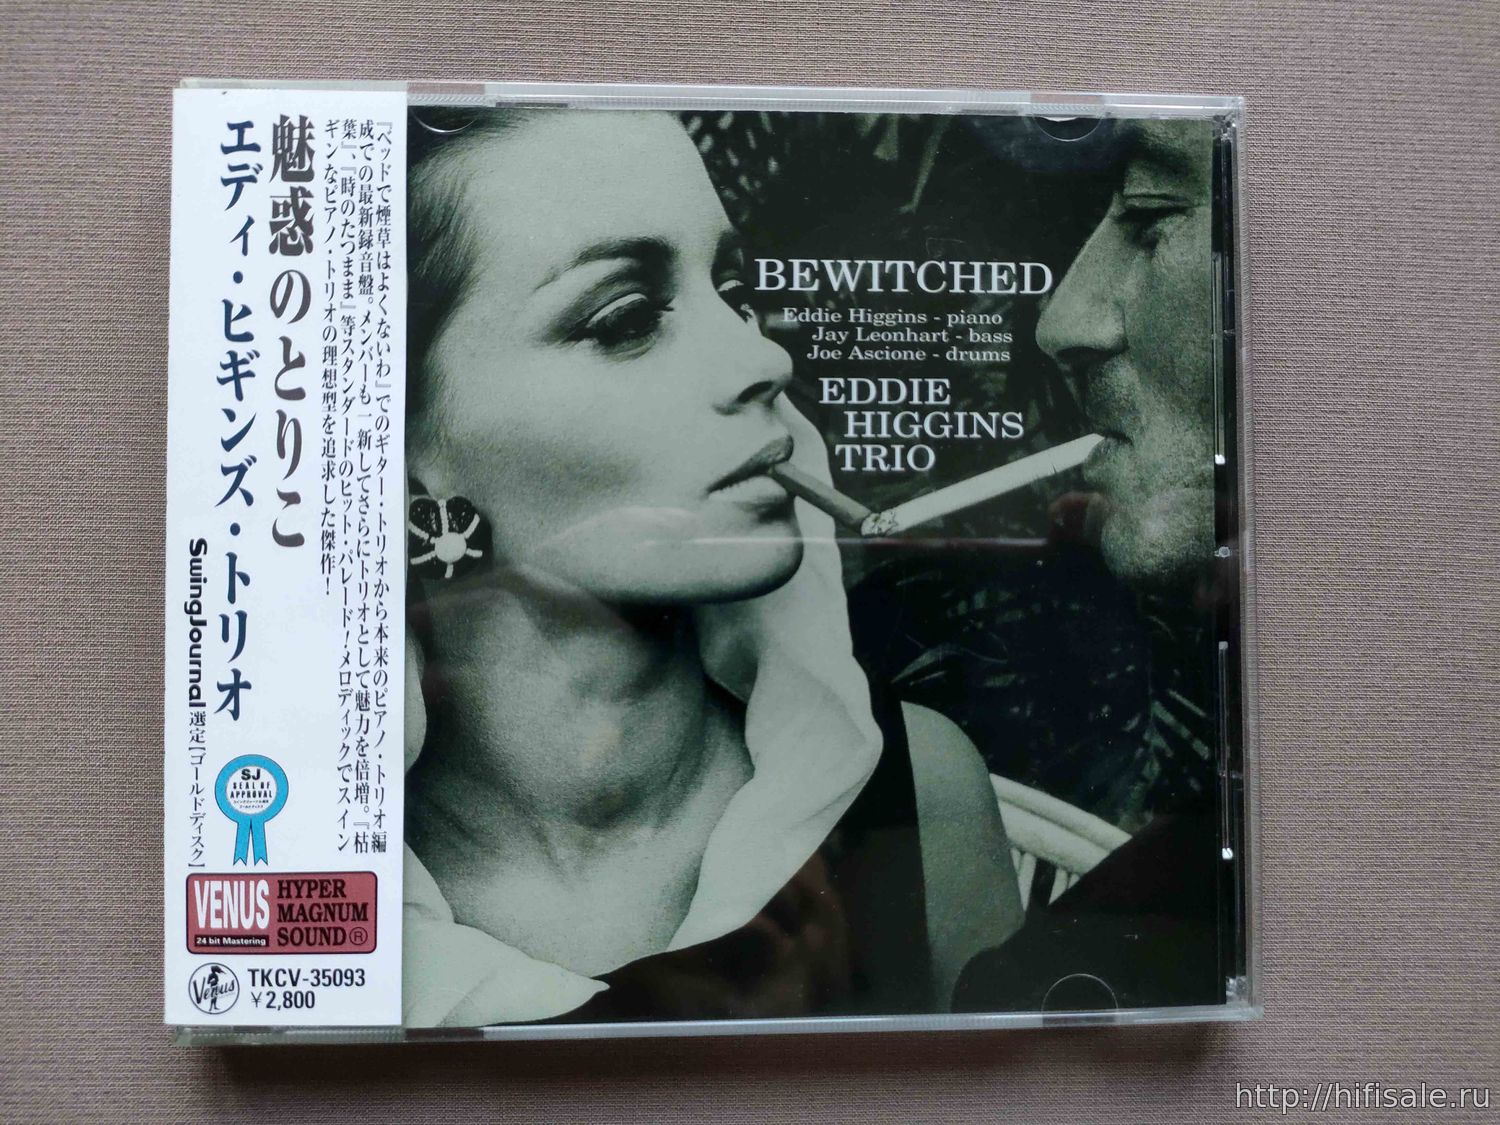 魅惑のとりこ
エディ・ヒギンズ・トリオ
『ベッドで煙草はよくないわ』でのギター・トリオから本来のピアノ・トリオ編
成での最新録音盤。メンバーも一新してさらにトリオとして魅力を倍増。『枯
葉』、『時のたつまま』等スタンダードのヒット・パレード!メロディックでスイン
ギンなピアノ・トリオの理想型を追求した傑作!
SwingJournal選定[ゴールドディスク]
SJ
SEAL OF
APPROVAL
VENUS
24 bit Mastering
HYPER
MAGNUM
SOUND®
Venus
TKCV-35093
¥2,800
BEWITCHED
Eddie Higgins - piano
Jay Leonhart - bass
Joe Ascione - drums
EDDIE
HIGGINS
TRIO
http://hifisale.ru